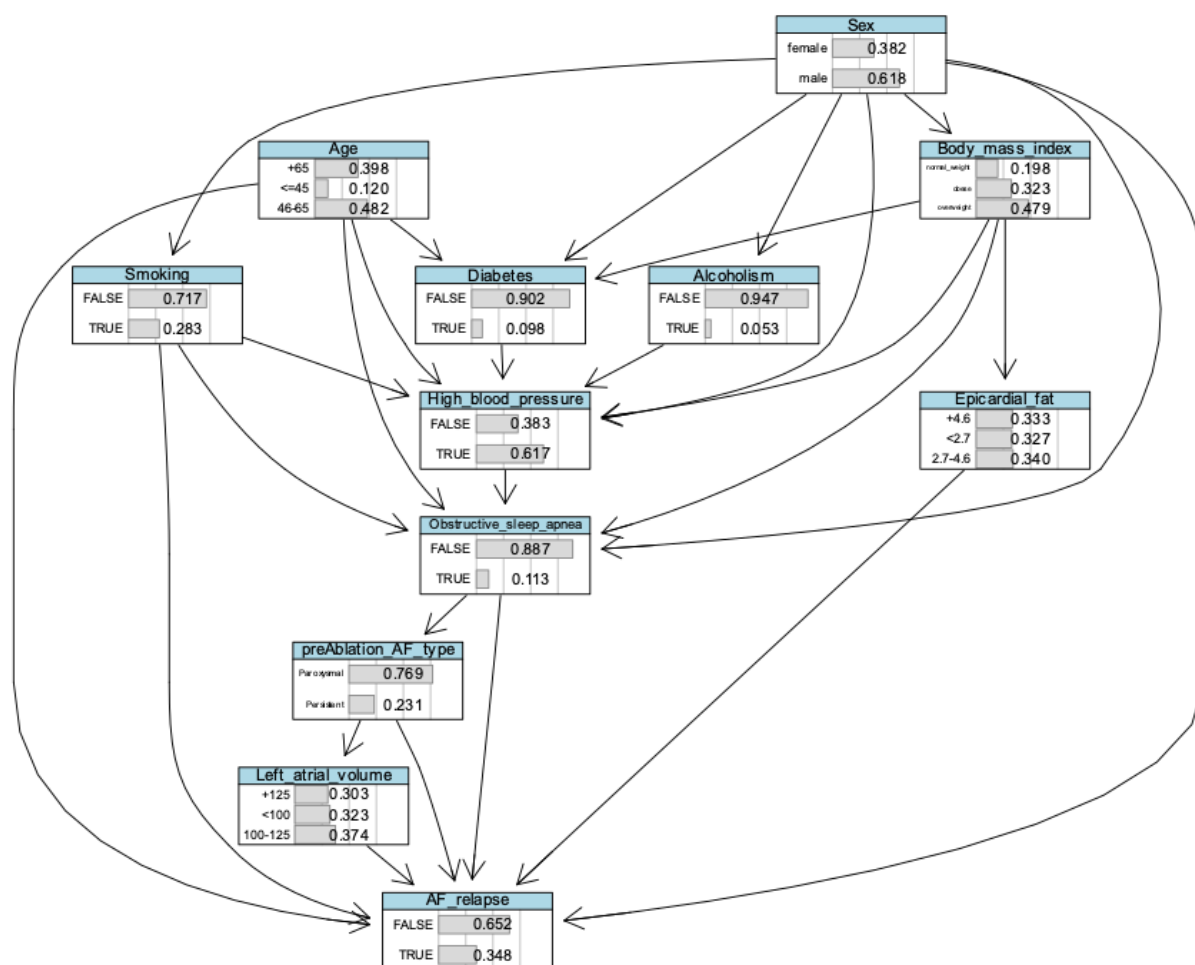 Sex
female 0.382
male 0.618
Age
+65 0.398
<=45 0.120
46-65 0.482
Body_mass_index
normal_weight 0.198
obese 0.323
overweight 0.479
Smoking
FALSE 0.717
TRUE 0.283
Diabetes
FALSE 0.902
TRUE 0.098
Alcoholism
FALSE 0.947
TRUE 0.053
High_blood_pressure
FALSE 0.383
TRUE 0.617
Epicardial_fat
+4.6 0.333
<2.7 0.327
2.7-4.6 0.340
Obstructive_sleep_apnea
FALSE 0.887
TRUE 0.113
preAblation_AF_type
Paroxysmal 0.769
Persistent 0.231
Left_atrial_volume
+125 0.303
<100 0.323
100-125 0.374
AF_relapse
FALSE 0.652
TRUE 0.348